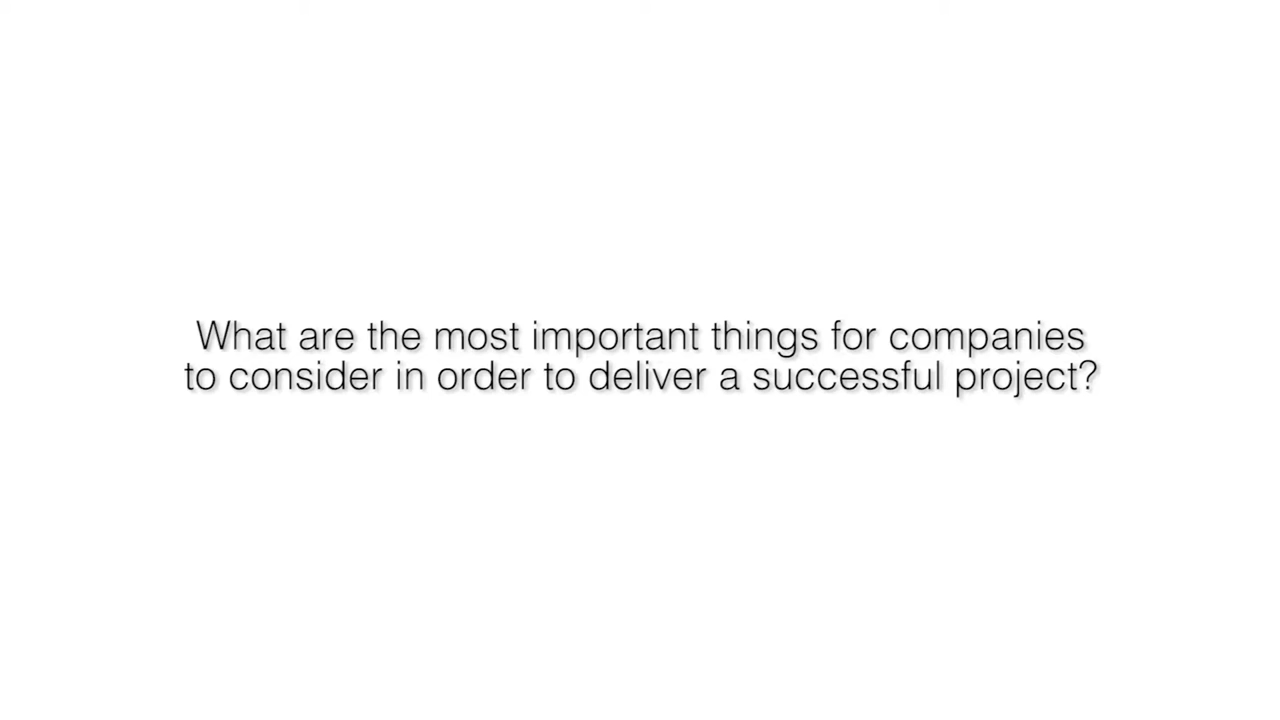 What are the most important things for companies
to consider in order to deliver a successful project?